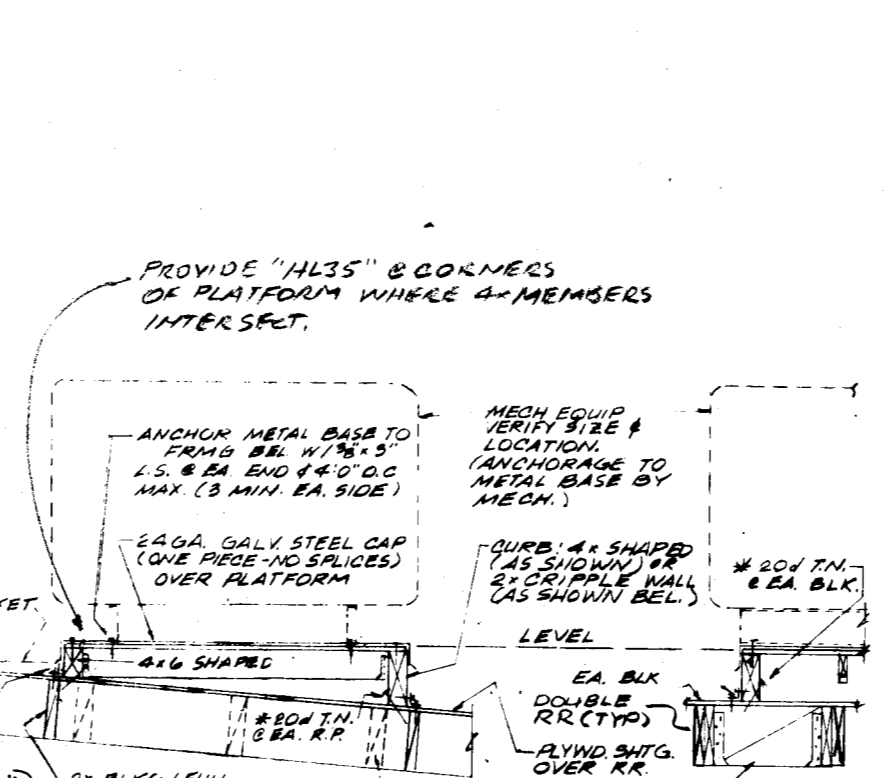 PROVIDE "HL35" @ CORNERS
OF PLATFORM WHERE 4x MEMBERS
INTERSECT.
ANCHOR METAL BASE TO
FRMG BEL. W/ 3/8" x 3"
L.S. @ EA. END & 4'-0" O.C
MAX. (3 MIN. EA. SIDE)
24 GA. GALV. STEEL CAP
(ONE PIECE-NO SPLICES)
OVER PLATFORM
MECH EQUIP
VERIFY SIZE &
LOCATION.
(ANCHORAGE TO
METAL BASE BY
MECH.)
CURB: 4x SHAPED
(AS SHOWN) OR
2x CRIPPLE WALL
(AS SHOWN BEL.)
* 20d T.N.
@ EA. BLK.
LEVEL
4x6 SHAPED
* 20d T.N.
@ EA. R.P.
EA. BLK
DOUBLE
RR (TYP)
PLYWD. SHTG.
OVER RR.